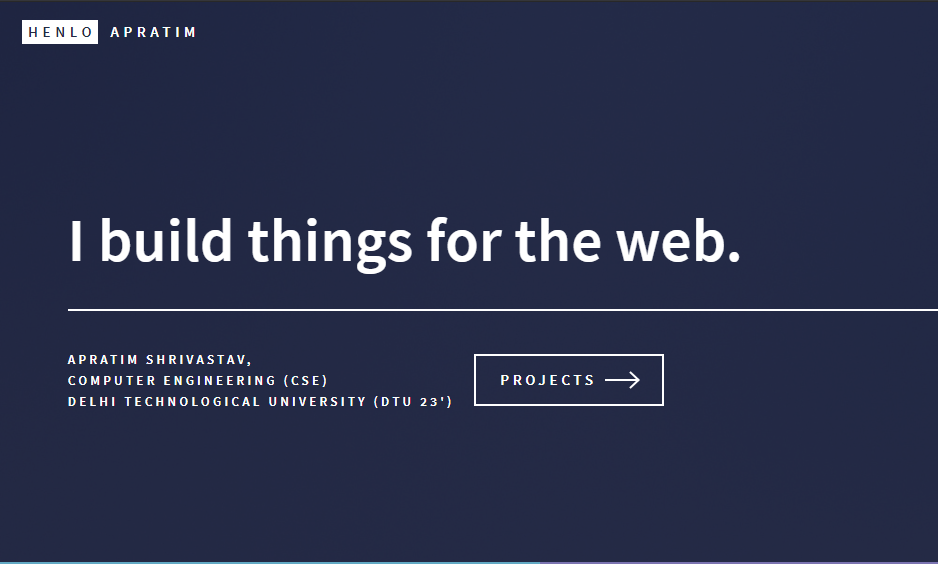 HENLO APRATIM
I build things for the web.
APRATIM SHRIVASTAV,
COMPUTER ENGINEERING (CSE)
DELHI TECHNOLOGICAL UNIVERSITY (DTU 23')
PROJECTS